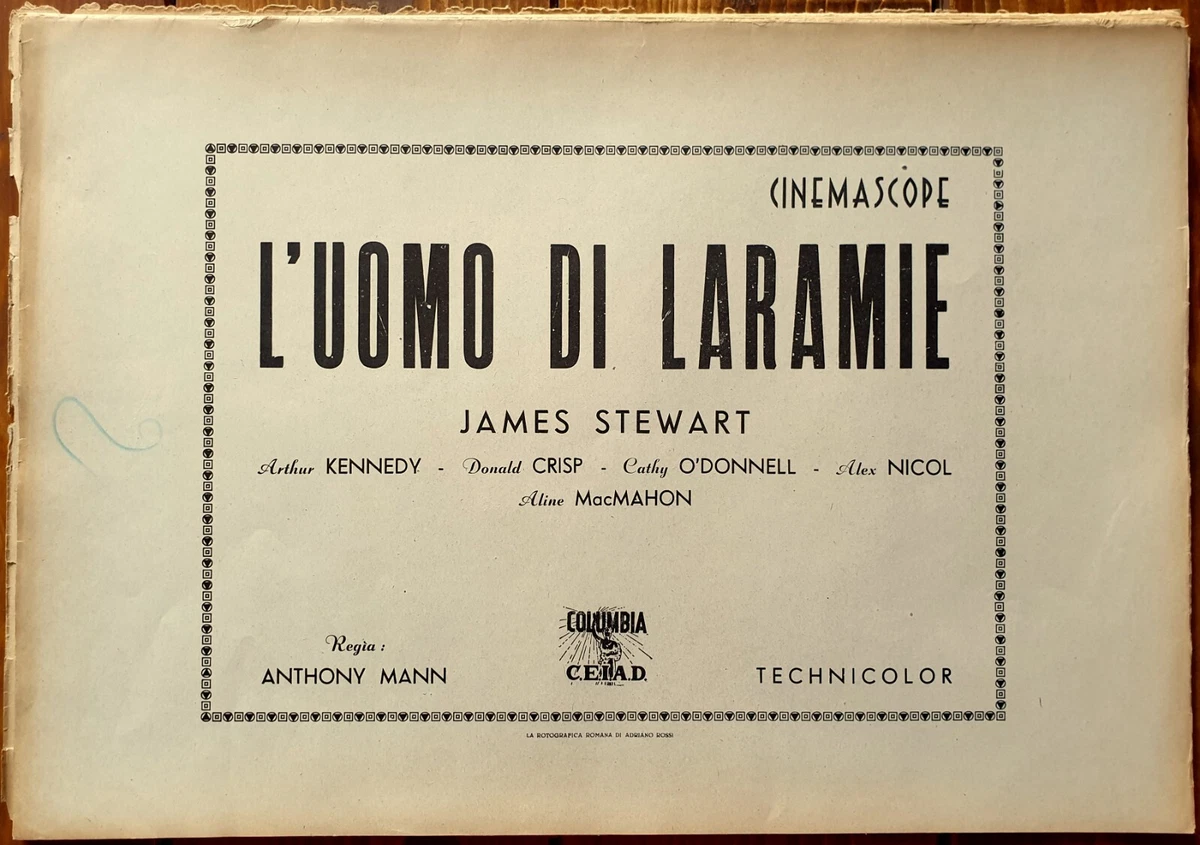 CINEMASCOPE
L'UOMO DI LARAMIE
JAMES STEWART
Arthur KENNEDY - Donald CRISP - Cathy O'DONNELL - Alex NICOL
Aline MacMAHON
Regìa:
ANTHONY MANN
COLUMBIA
C.E.I.A.D.
TECHNICOLOR
LA ROTOGRAFICA ROMANA DI ADRIANO ROSSI